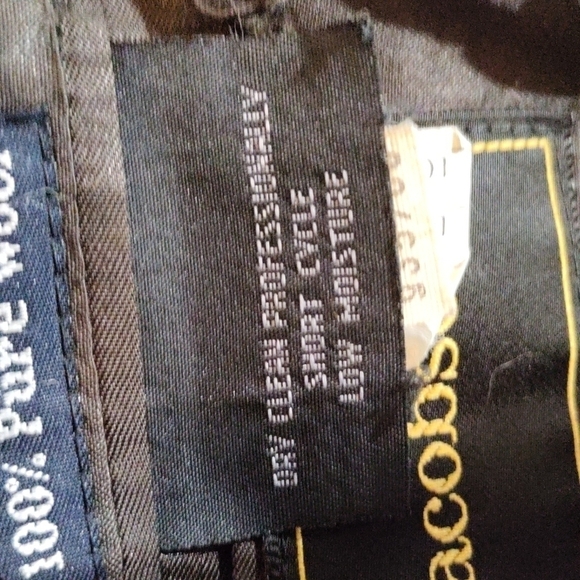 100% Pure Wool
DRY CLEAN PROFESSIONALLY
SHORT CYCLE
LOW MOISTURE
acobs